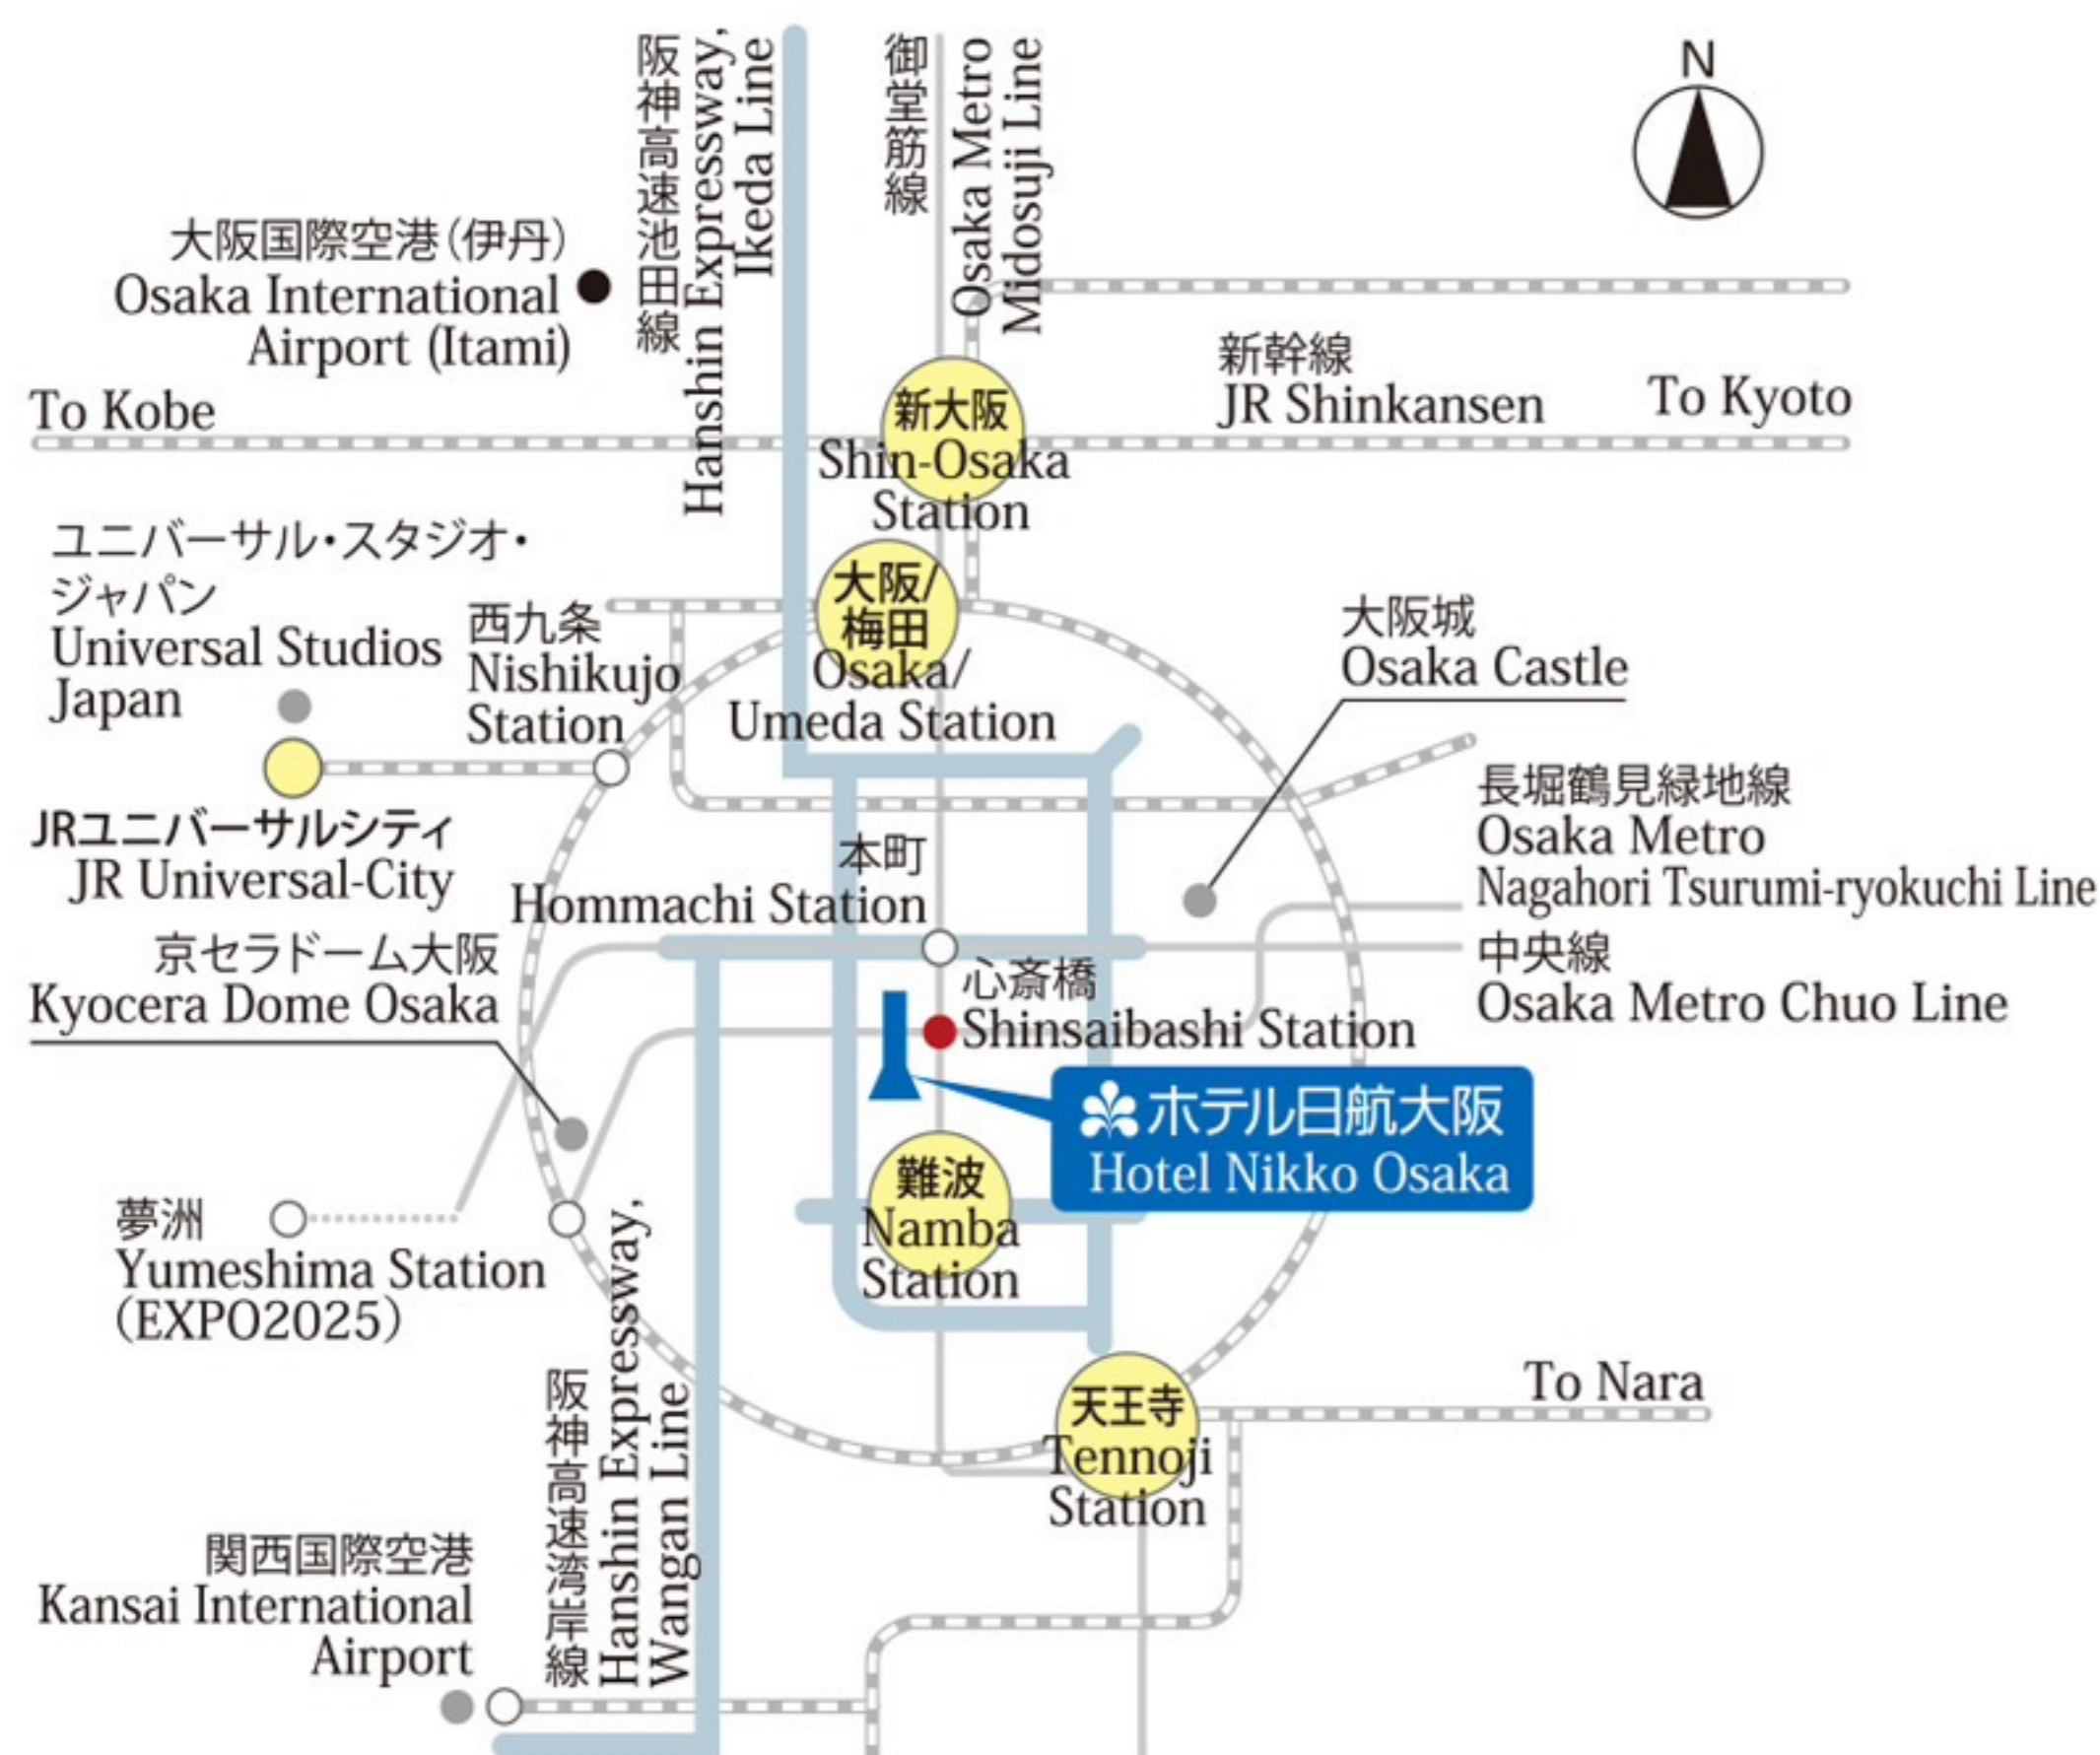 阪神高速池田線
Hanshin Expressway,
Ikeda Line
御堂筋線
Osaka Metro
Midosuji Line
N
大阪国際空港（伊丹）
Osaka International
Airport (Itami)
To Kobe
新幹線
JR Shinkansen
To Kyoto
新大阪
Shin-Osaka
Station
ユニバーサル・スタジオ・
ジャパン
Universal Studios
Japan
西九条
Nishikujo
Station
大阪/
梅田
Osaka/
Umeda Station
大阪城
Osaka Castle
JRユニバーサルシティ
JR Universal-City
本町
Hommachi Station
長堀鶴見緑地線
Osaka Metro
Nagahori Tsurumi-ryokuchi Line
中央線
Osaka Metro Chuo Line
京セラドーム大阪
Kyocera Dome Osaka
心斎橋
Shinsaibashi Station
ホテル日航大阪
Hotel Nikko Osaka
難波
Namba
Station
夢洲
Yumeshima Station
（EXPO2025）
阪神高速湾岸線
Hanshin Expressway,
Wangan Line
天王寺
Tennoji
Station
To Nara
関西国際空港
Kansai International
Airport